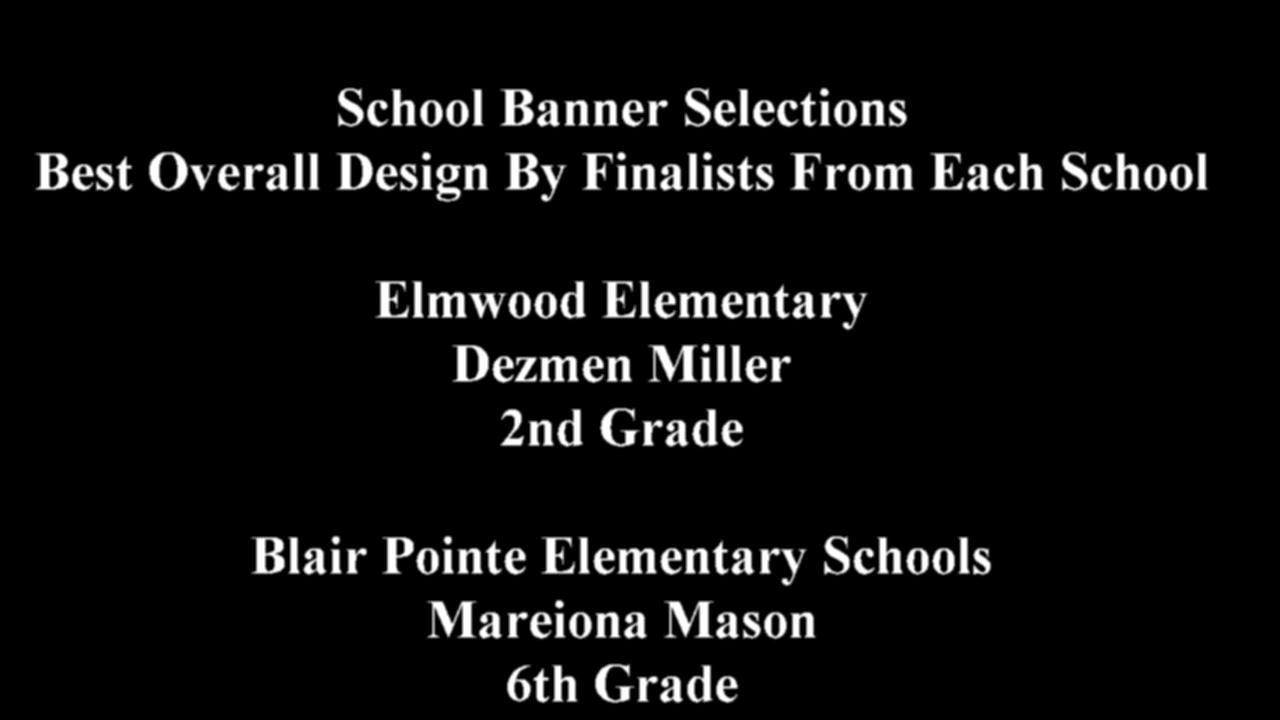 School Banner Selections
Best Overall Design By Finalists From Each School
Elmwood Elementary
Dezmen Miller
2nd Grade
Blair Pointe Elementary Schools
Mareiona Mason
6th Grade